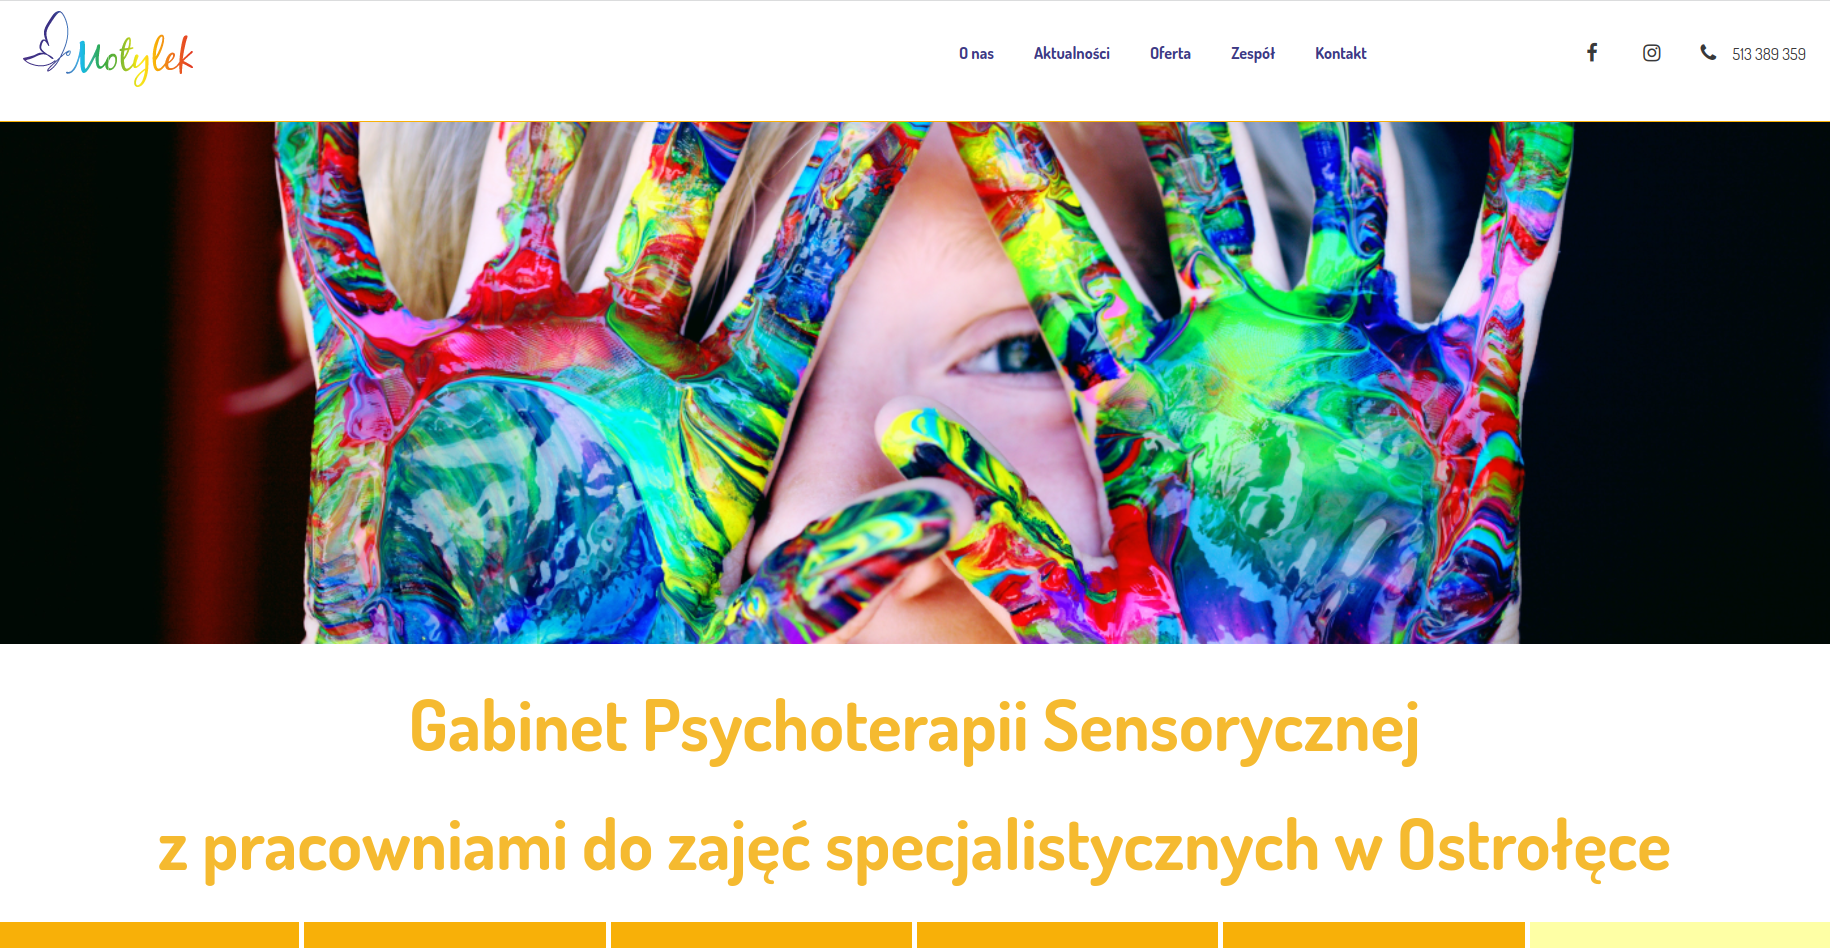 Motylek
O nas
Aktualności
Oferta
Zespół
Kontakt
513 389 359
Gabinet Psychoterapii Sensorycznej
z pracowniami do zajęć specjalistycznych w Ostrołęce